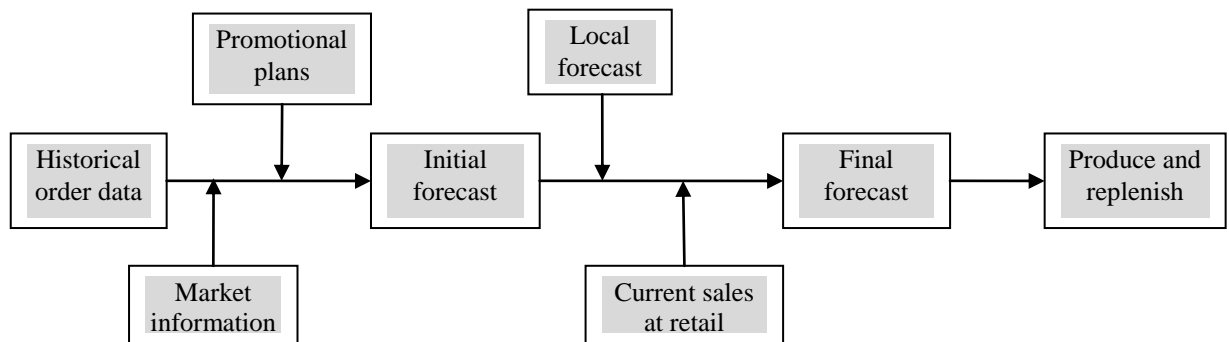 Promotional
plans
Local
forecast
Historical
order data
Initial
forecast
Final
forecast
Produce and
replenish
Market
information
Current sales
at retail